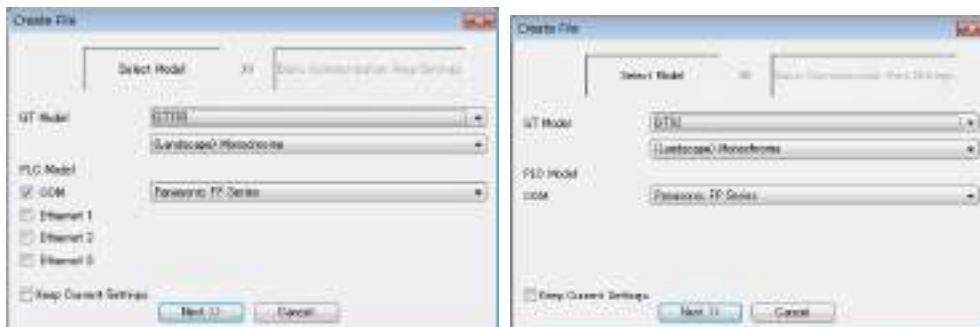 Create File
Select Model >>
GT Model
(Landscape) Monochrome
PLC Model
COM Panasonic FP Series
Ethernet 1
Ethernet 2
Ethernet 3
Keep Current Settings
Next >> Cancel
Create File
Select Model >>
GT Model
(Landscape) Monochrome
PLC Model
COM Panasonic FP Series
Keep Current Settings
Next >> Cancel